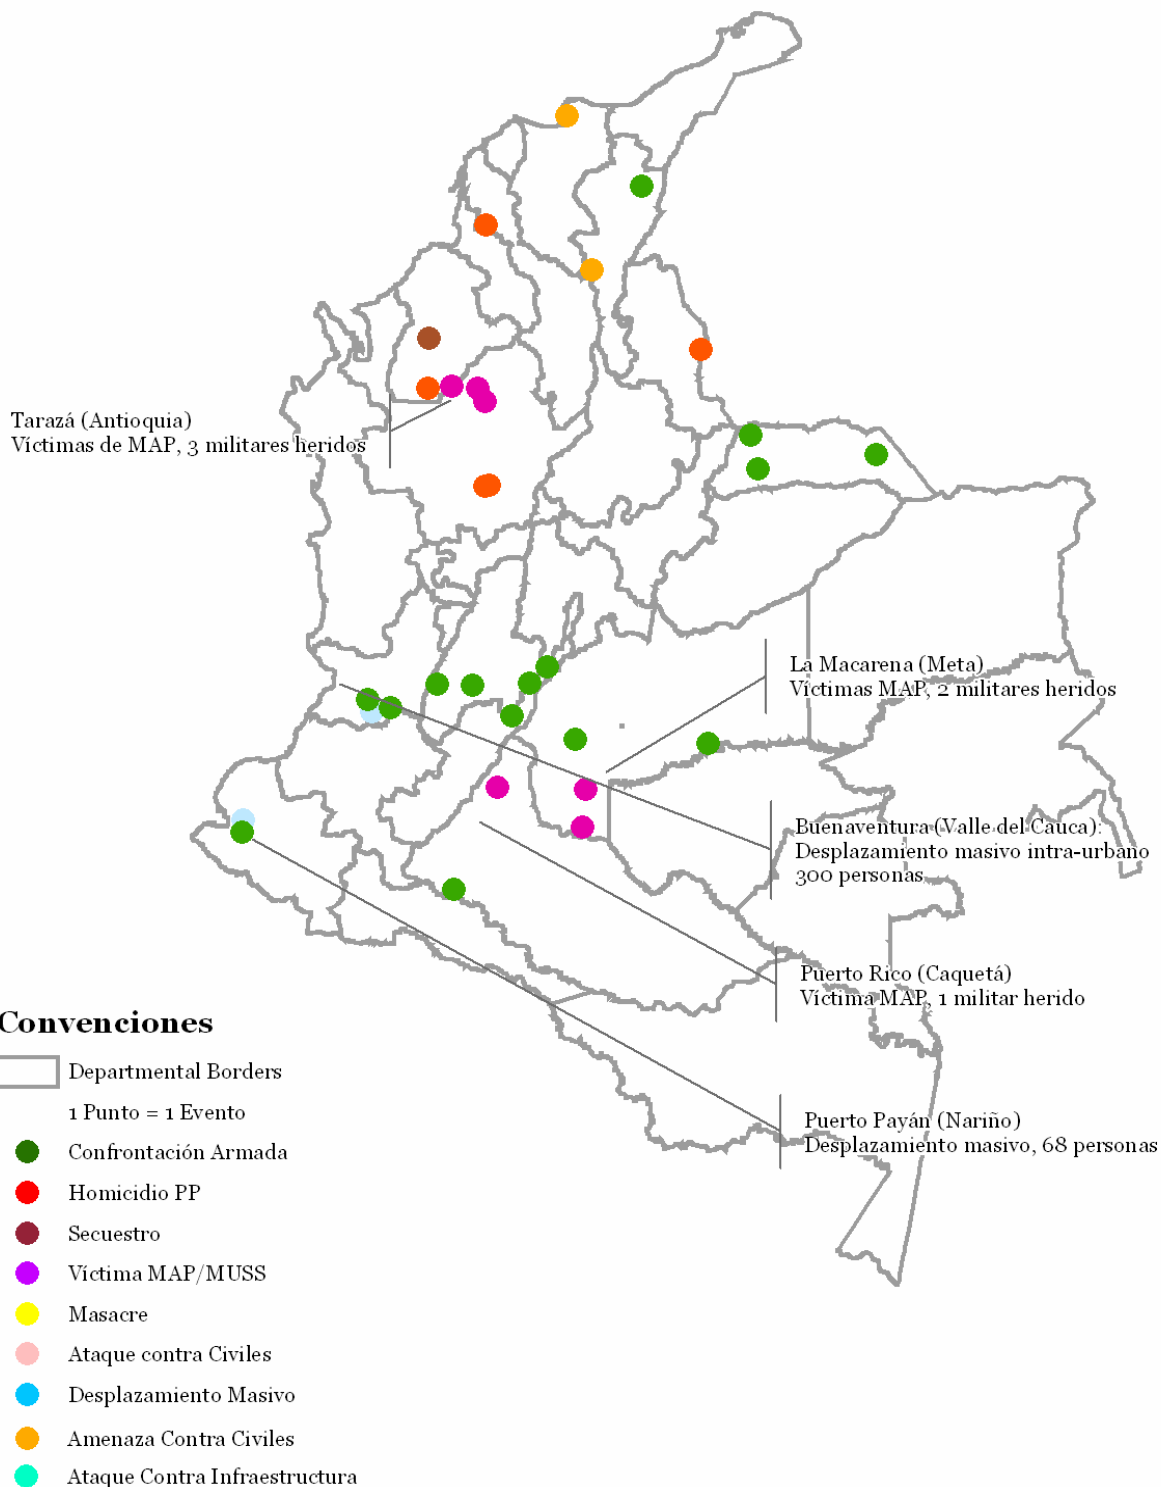 Tarazá (Antioquia)
Víctimas de MAP, 3 militares heridos
La Macarena (Meta)
Víctimas MAP, 2 militares heridos
Buenaventura (Valle del Cauca):
Desplazamiento masivo intra-urbano
300 personas
Puerto Rico (Caquetá)
Víctima MAP, 1 militar herido
Puerto Payán (Nariño)
Desplazamiento masivo, 68 personas
Convenciones
Departmental Borders
1 Punto = 1 Evento
Confrontación Armada
Homicidio PP
Secuestro
Víctima MAP/MUSS
Masacre
Ataque contra Civiles
Desplazamiento Masivo
Amenaza Contra Civiles
Ataque Contra Infraestructura